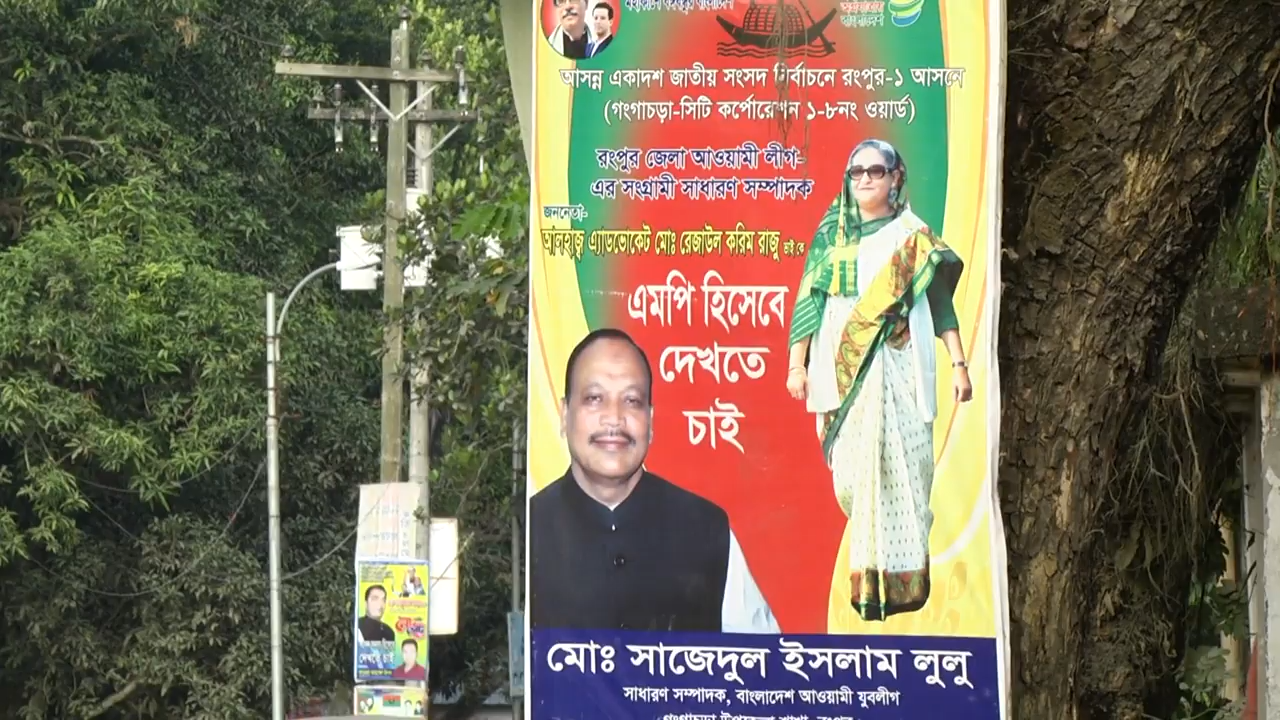 বাংলাদেশ
আসন্ন একাদশ জাতীয় সংসদ নির্বাচনে রংপুর-১ আসনে
(গংগাচড়া-সিটি কর্পোরেশন ১-৮নং ওয়ার্ড)
রংপুর জেলা আওয়ামী লীগ-
এর সংগ্রামী সাধারণ সম্পাদক
জননেতা-
আলহাজ্ব এ্যাডভোকেট মোঃ রেজাউল করিম রাজু ভাই কে
এমপি হিসেবে
দেখতে
চাই
মোঃ সাজেদুল ইসলাম লুলু
সাধারণ সম্পাদক, বাংলাদেশ আওয়ামী যুবলীগ
দেখতে চাই